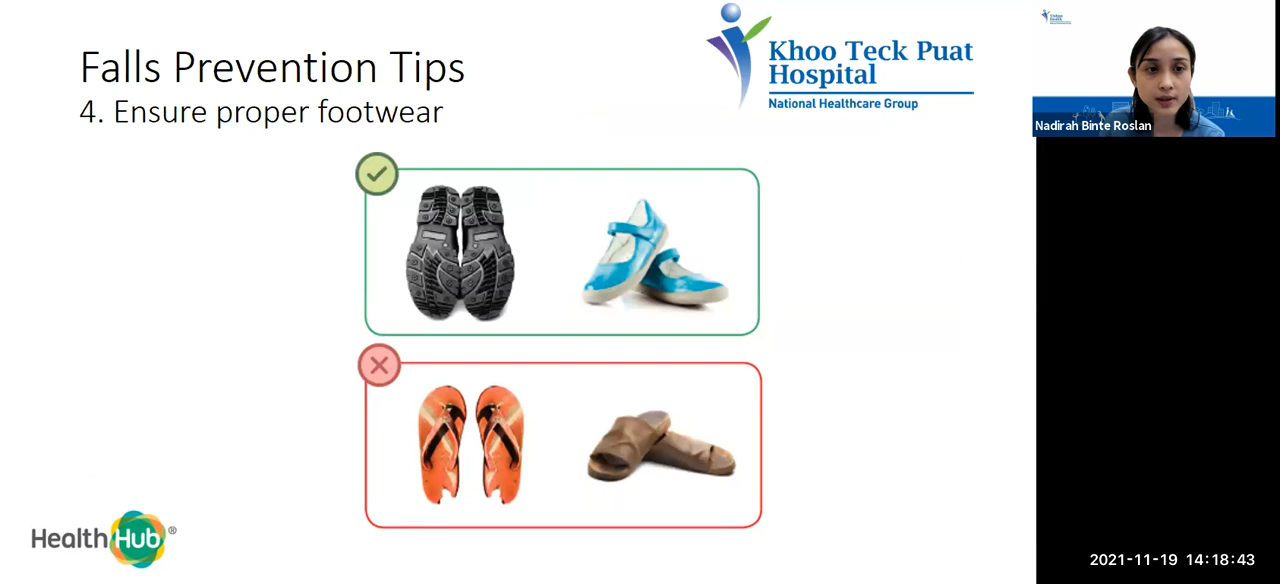 Falls Prevention Tips
4. Ensure proper footwear
Khoo Teck Puat
Hospital
National Healthcare Group
Nadirah Binte Roslan
HealthHub®
2021-11-19 14:18:43